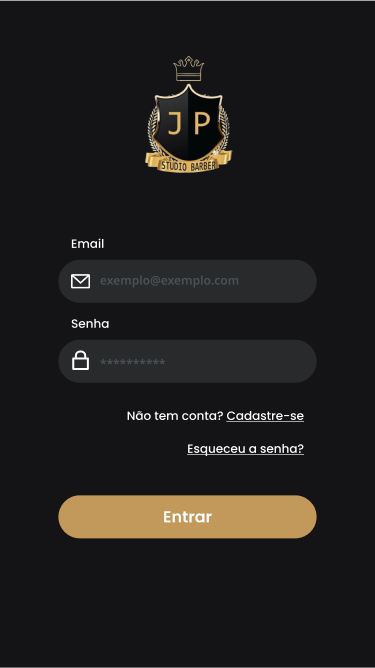 J P
STUDIO BARBER
Email
exemplo@exemplo.com
Senha
**********
Não tem conta? Cadastre-se
Esqueceu a senha?
Entrar